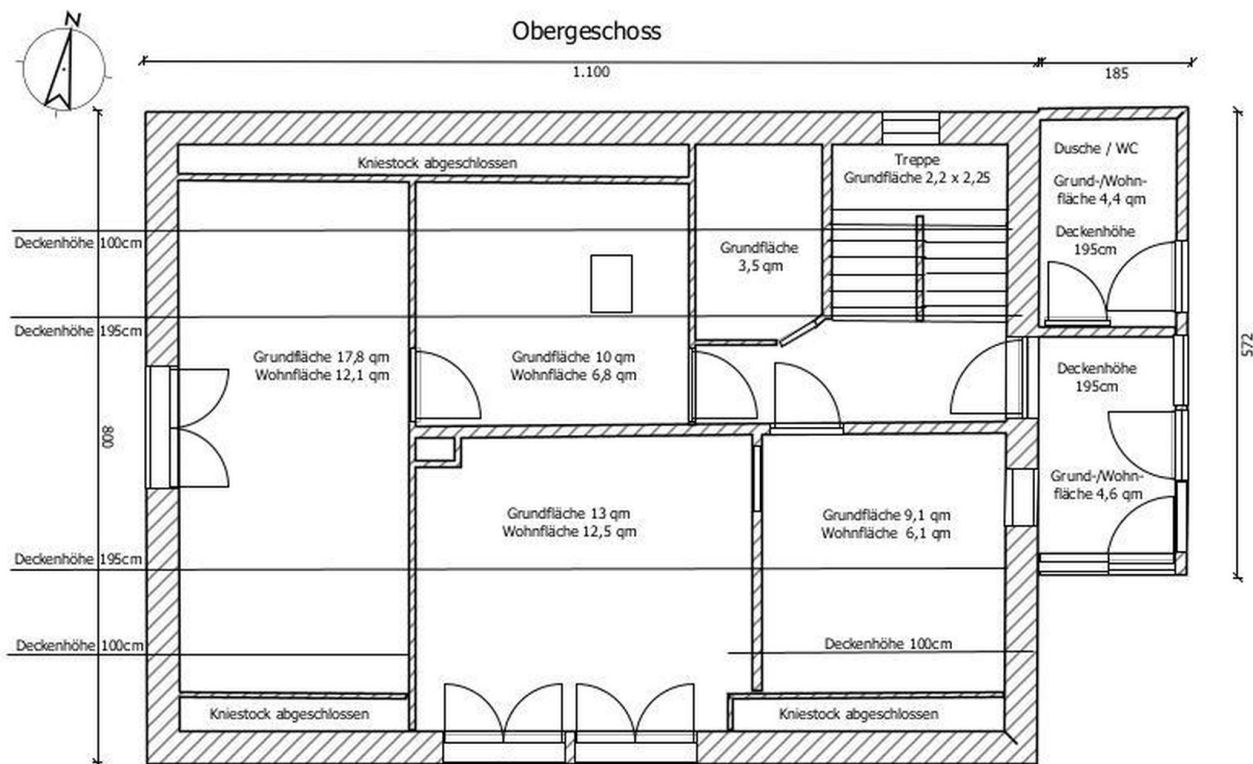 N
Obergeschoss
1.100
185
Kniestock abgeschlossen
Treppe
Grundfläche 2,2 x 2,25
Dusche / WC
Grund-/Wohn-
fläche 4,4 qm
Deckenhöhe
195cm
Deckenhöhe 100cm
Grundfläche
3,5 qm
Deckenhöhe 195cm
572
Grundfläche 17,8 qm
Wohnfläche 12,1 qm
Grundfläche 10 qm
Wohnfläche 6,8 qm
Deckenhöhe
195cm
800
Grund-/Wohn-
fläche 4,6 qm
Grundfläche 13 qm
Wohnfläche 12,5 qm
Grundfläche 9,1 qm
Wohnfläche 6,1 qm
Deckenhöhe 195cm
Deckenhöhe 100cm
Deckenhöhe 100cm
Kniestock abgeschlossen
Kniestock abgeschlossen